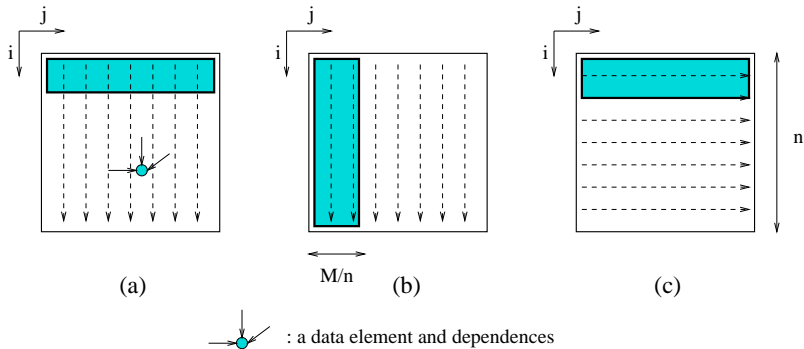 j
i
j
i
j
i
n
M/n
(a)
(b)
(c)
: a data element and dependences